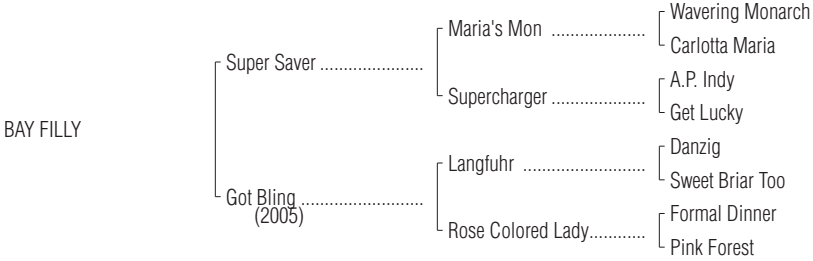 Wavering Monarch
Maria's Mon ....................
Carlotta Maria
Super Saver ......................
A.P. Indy
Supercharger ....................
Get Lucky
BAY FILLY
Danzig
Langfuhr ..........................
Sweet Briar Too
Got Bling ..........................
(2005)
Formal Dinner
Rose Colored Lady............
Pink Forest